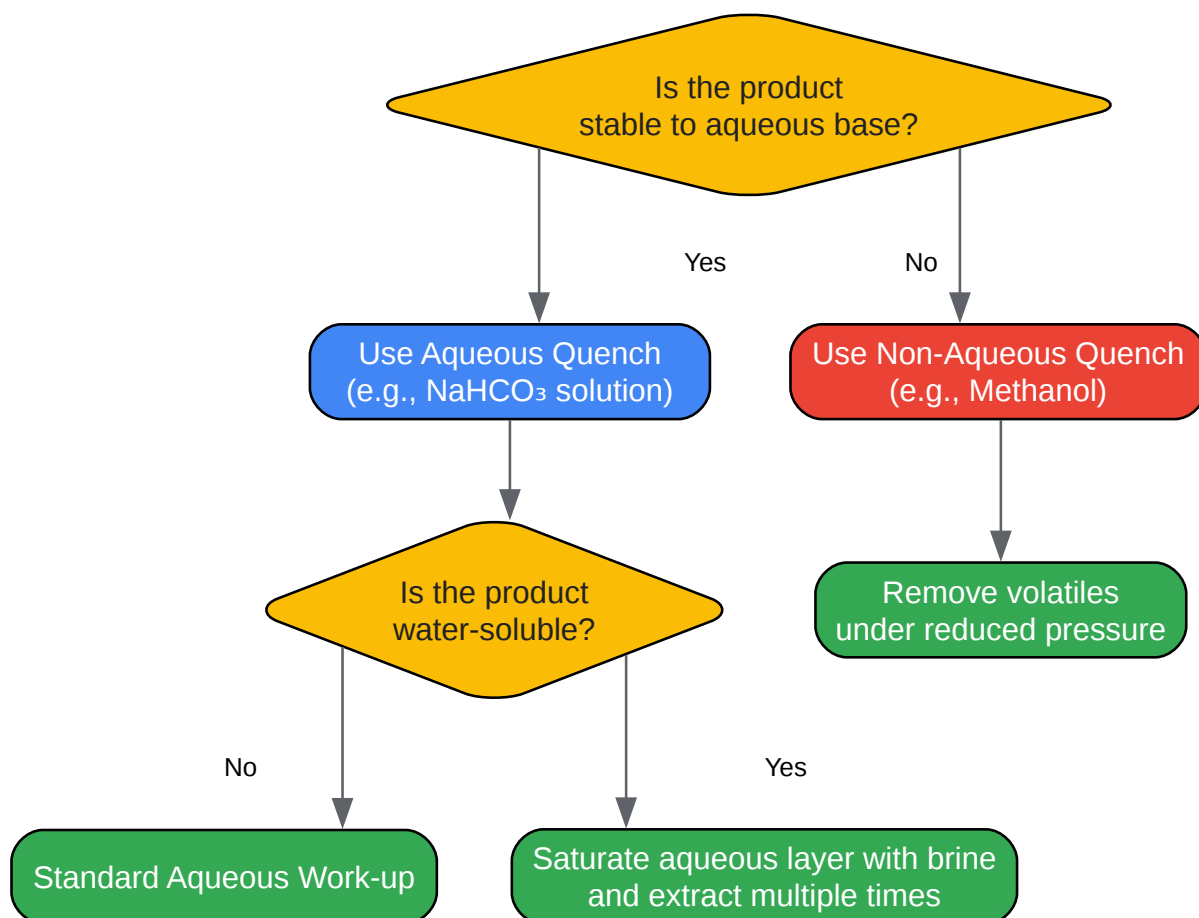 Is the product
stable to aqueous base?
Yes
No
Use Aqueous Quench
(e.g., NaHCO₃ solution)
Use Non-Aqueous Quench
(e.g., Methanol)
Is the product
water-soluble?
Remove volatiles
under reduced pressure
No
Yes
Standard Aqueous Work-up
Saturate aqueous layer with brine
and extract multiple times